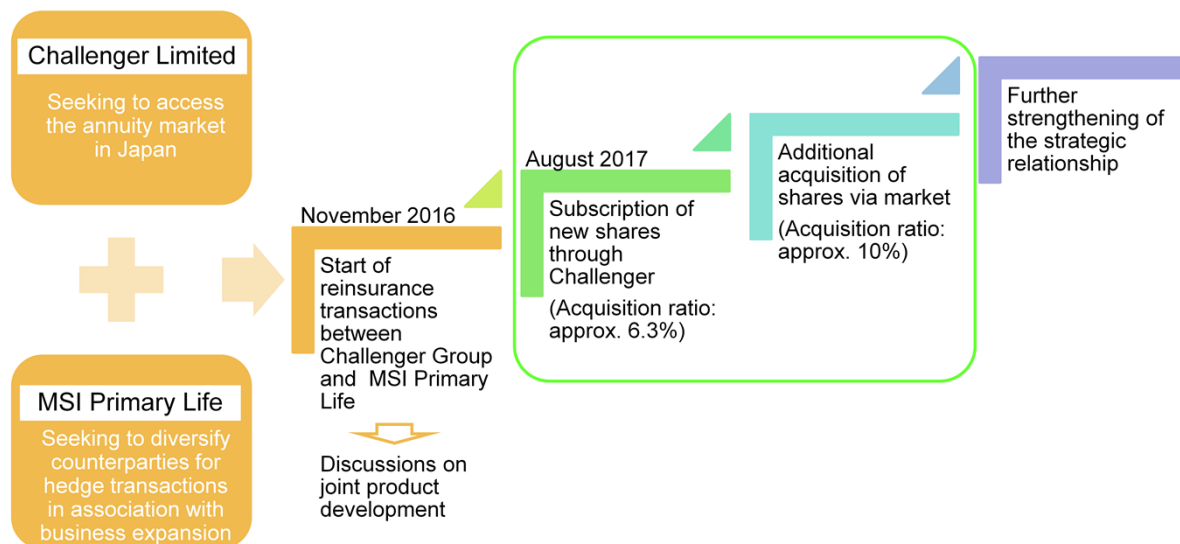 Challenger Limited
Seeking to access
the annuity market
in Japan
MSI Primary Life
Seeking to diversify
counterparties for
hedge transactions
in association with
business expansion
November 2016
Start of
reinsurance
transactions
between
Challenger Group
and  MSI Primary
Life
Discussions on
joint product
development
August 2017
Subscription of
new shares
through
Challenger
(Acquisition ratio:
approx. 6.3%)
Additional
acquisition of
shares via market
(Acquisition ratio:
approx. 10%)
Further
strengthening of
the strategic
relationship